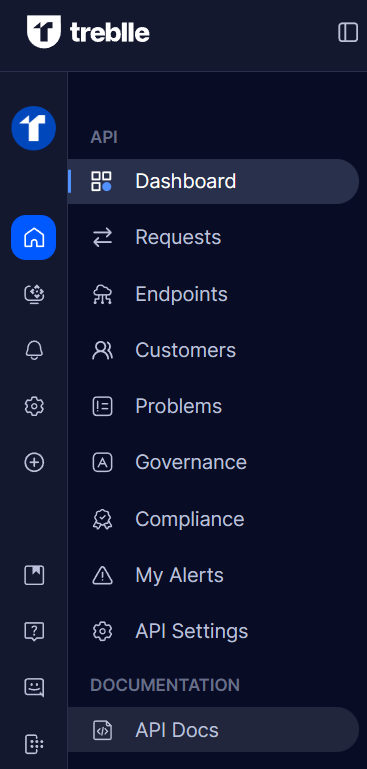 treblle
API
Dashboard
Requests
Endpoints
Customers
Problems
Governance
Compliance
My Alerts
API Settings
DOCUMENTATION
API Docs